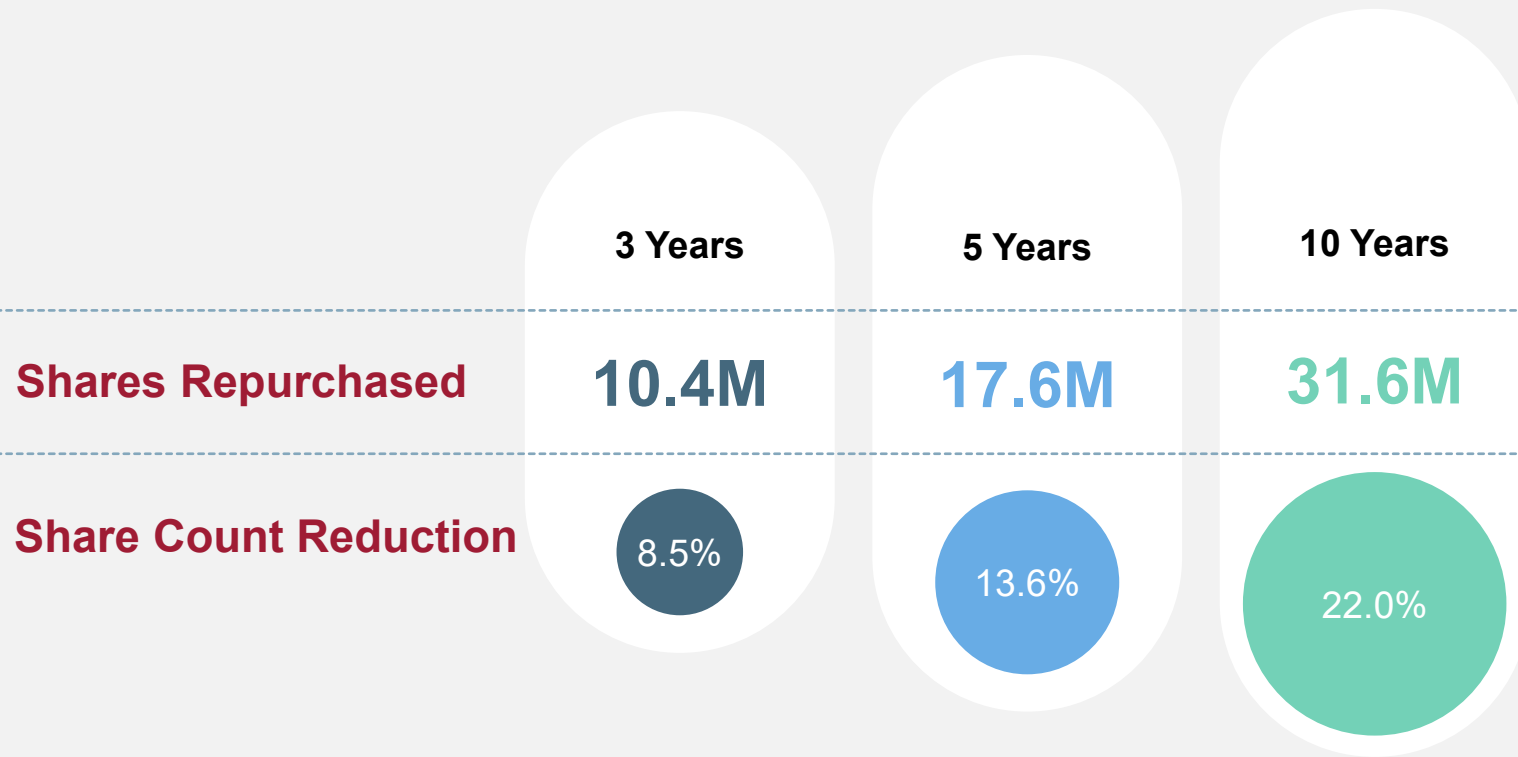 3 Years
5 Years
10 Years
Shares Repurchased
10.4M
17.6M
31.6M
Share Count Reduction
8.5%
13.6%
22.0%